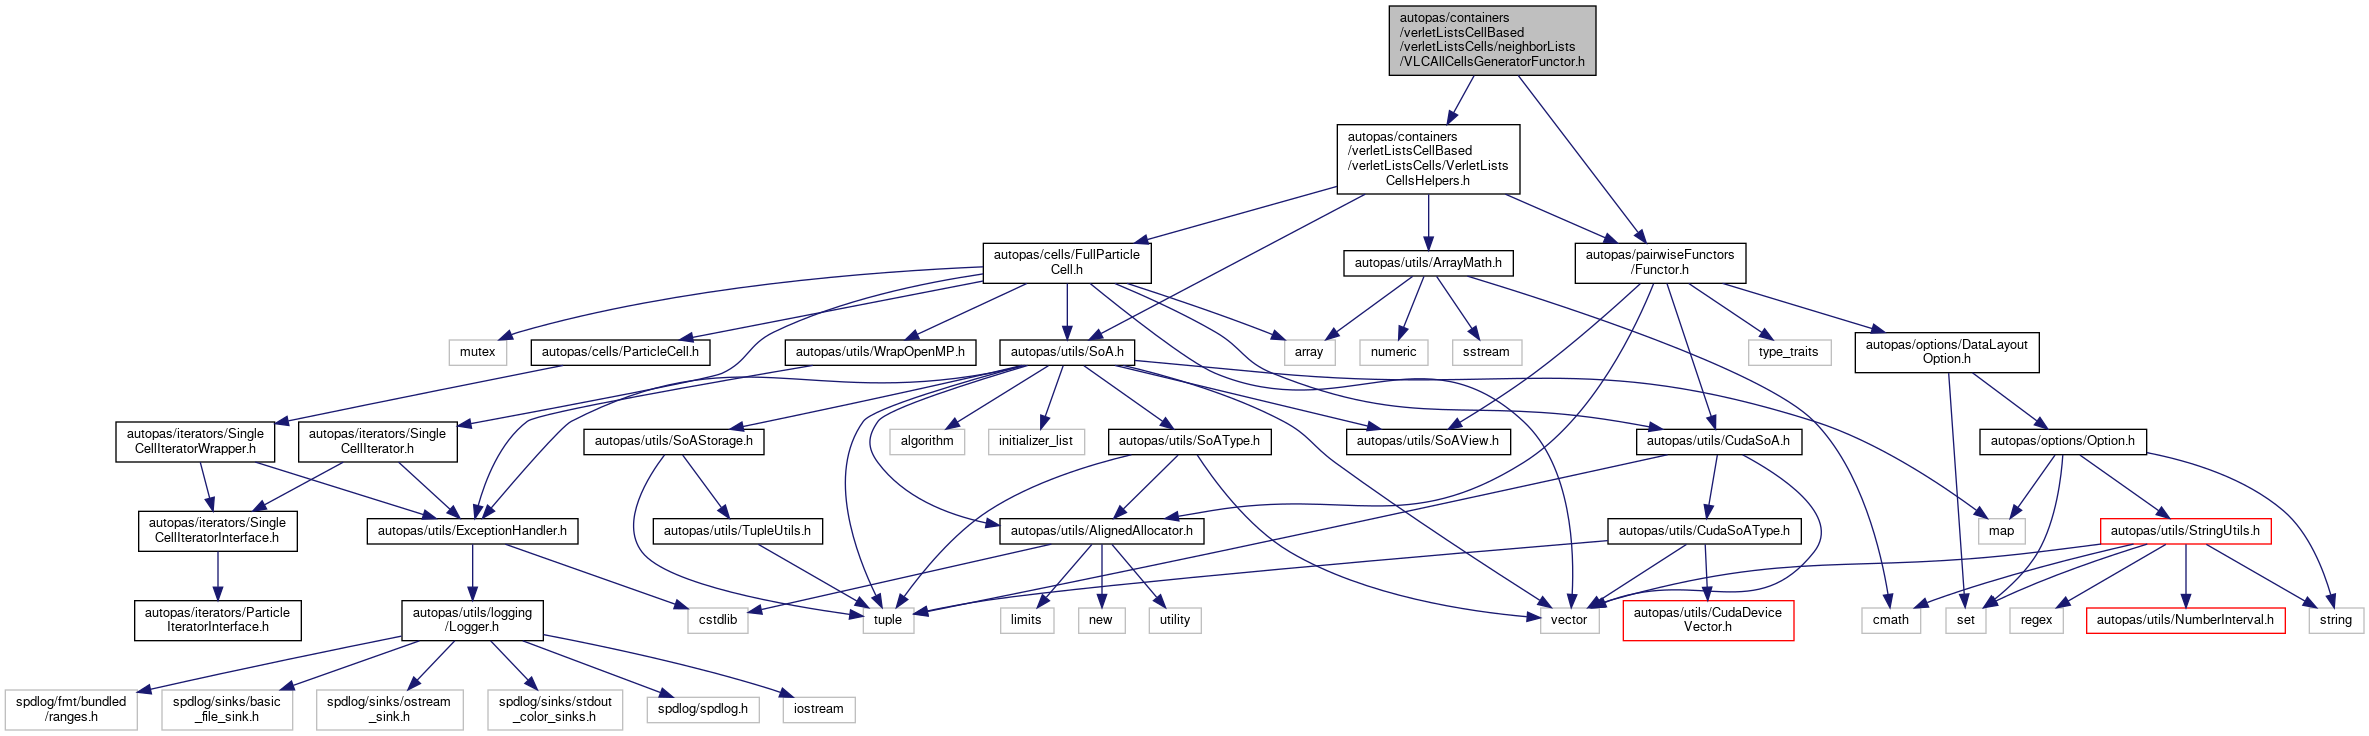 autopas/containers
/verletListsCellBased
/verletListsCells/neighborLists
/VLCAllCellsGeneratorFunctor.h
autopas/containers
/verletListsCellBased
/verletListsCells/VerletLists
CellsHelpers.h
autopas/cells/FullParticle
Cell.h
autopas/utils/ArrayMath.h
autopas/pairwiseFunctors
/Functor.h
mutex
autopas/cells/ParticleCell.h
autopas/utils/WrapOpenMP.h
autopas/utils/SoA.h
array
numeric
sstream
type_traits
autopas/options/DataLayout
Option.h
autopas/iterators/Single
CellIteratorWrapper.h
autopas/iterators/Single
CellIterator.h
autopas/utils/SoAStorage.h
algorithm
initializer_list
autopas/utils/SoAType.h
autopas/utils/SoAView.h
autopas/utils/CudaSoA.h
autopas/options/Option.h
autopas/iterators/Single
CellIteratorInterface.h
autopas/utils/ExceptionHandler.h
autopas/utils/TupleUtils.h
autopas/utils/AlignedAllocator.h
autopas/utils/CudaSoAType.h
map
autopas/utils/StringUtils.h
autopas/iterators/Particle
IteratorInterface.h
autopas/utils/logging
/Logger.h
cstdlib
tuple
limits
new
utility
vector
autopas/utils/CudaDevice
Vector.h
cmath
set
regex
autopas/utils/NumberInterval.h
string
spdlog/fmt/bundled
/ranges.h
spdlog/sinks/basic
_file_sink.h
spdlog/sinks/ostream
_sink.h
spdlog/sinks/stdout
_color_sinks.h
spdlog/spdlog.h
iostream